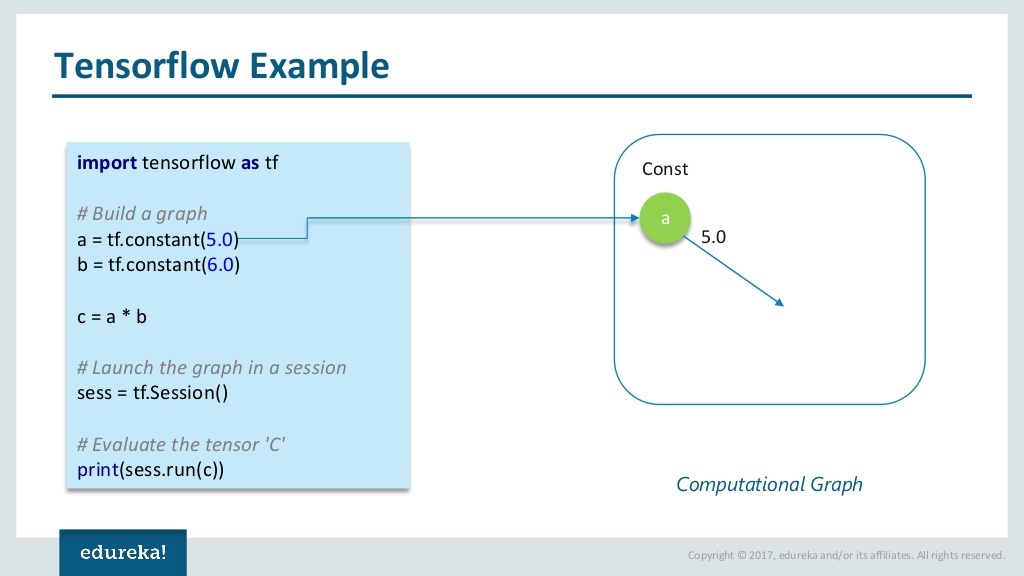 Tensorflow Example
import tensorflow as tf
# Build a graph
a = tf.constant(5.0)
b = tf.constant(6.0)
c = a * b
# Launch the graph in a session
sess = tf.Session()
# Evaluate the tensor 'C'
print(sess.run(c))
Const
a
5.0
Computational Graph
edureka!
Copyright © 2017, edureka and/or its affiliates. All rights reserved.